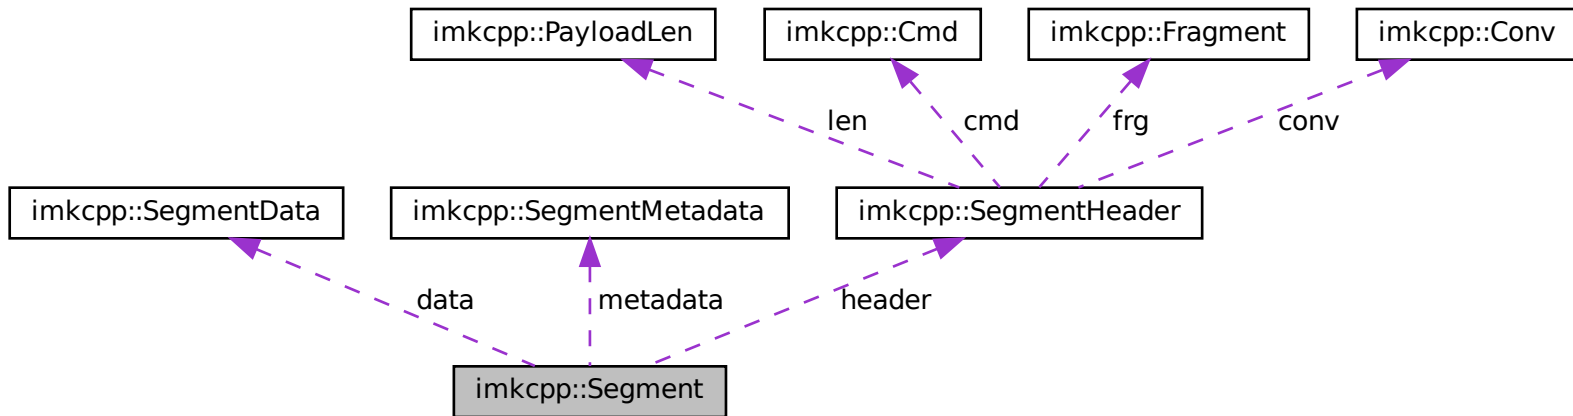 imkcpp::PayloadLen
imkcpp::Cmd
imkcpp::Fragment
imkcpp::Conv
len
cmd
frg
conv
imkcpp::SegmentData
imkcpp::SegmentMetadata
imkcpp::SegmentHeader
data
metadata
header
imkcpp::Segment